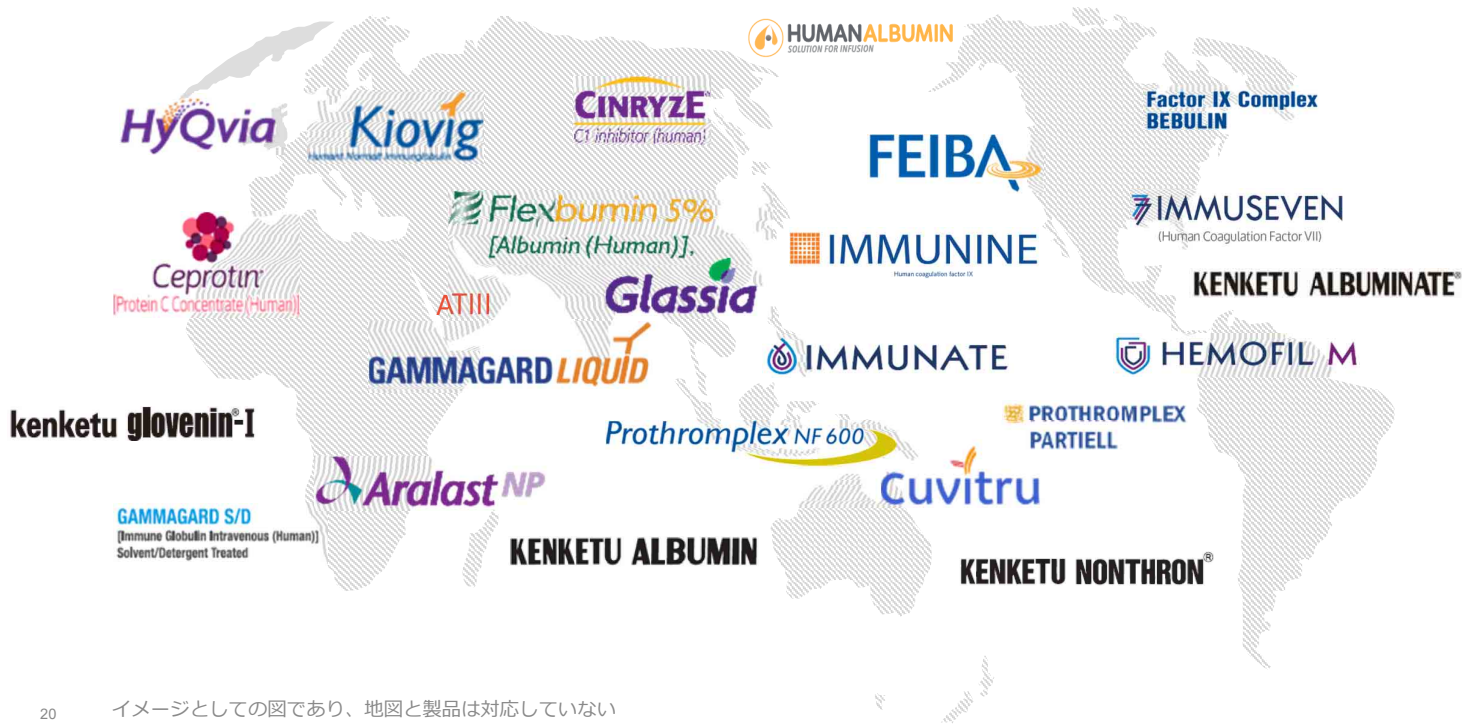 HUMANALBUMIN
SOLUTION FOR INFUSION
HyQvia
Kiovig
Human Normal Immunoglobulin
CINRYZE
C1 inhibitor (human)
FEIBA
Factor IX Complex
BEBULIN
Flexbumin 5%
[Albumin (Human)],
IMMUNINE
Human coagulation factor IX
IMMUSEVEN
(Human Coagulation Factor VII)
Ceprotin
[Protein C Concentrate (Human)]
ATIII
Glassia
KENKETU ALBUMINATE®
GAMMAGARD LIQUID
IMMUNATE
HEMOFIL M
kenketu glovenin®-I
Prothromplex NF 600
PROTHROMPLEX
PARTIELL
Aralast NP
Cuvitru
GAMMAGARD S/D
[Immune Globulin Intravenous (Human)]
Solvent/Detergent Treated
KENKETU ALBUMIN
KENKETU NONTHRON®
20
イメージとしての図であり、地図と製品は対応していない